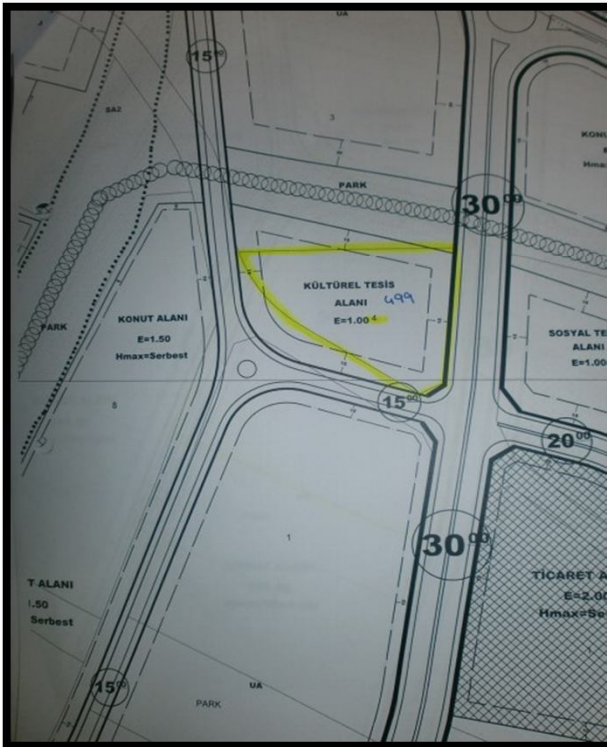 UA
15⁰⁰
3
SA2
KONU
Hmax
PARK
30⁰⁰
KÜLTÜREL TESİS
ALANI 499
E=1.00
KONUT ALANI
E=1.50
Hmax=Serbest
PARK
SOSYAL TE
ALANI
E=1.00
15⁰⁰
5
20⁰⁰
1
30⁰⁰
T ALANI
1.50
Serbest
TİCARET A
E=2.00
Hmax=Se
15⁰⁰
UA
PARK